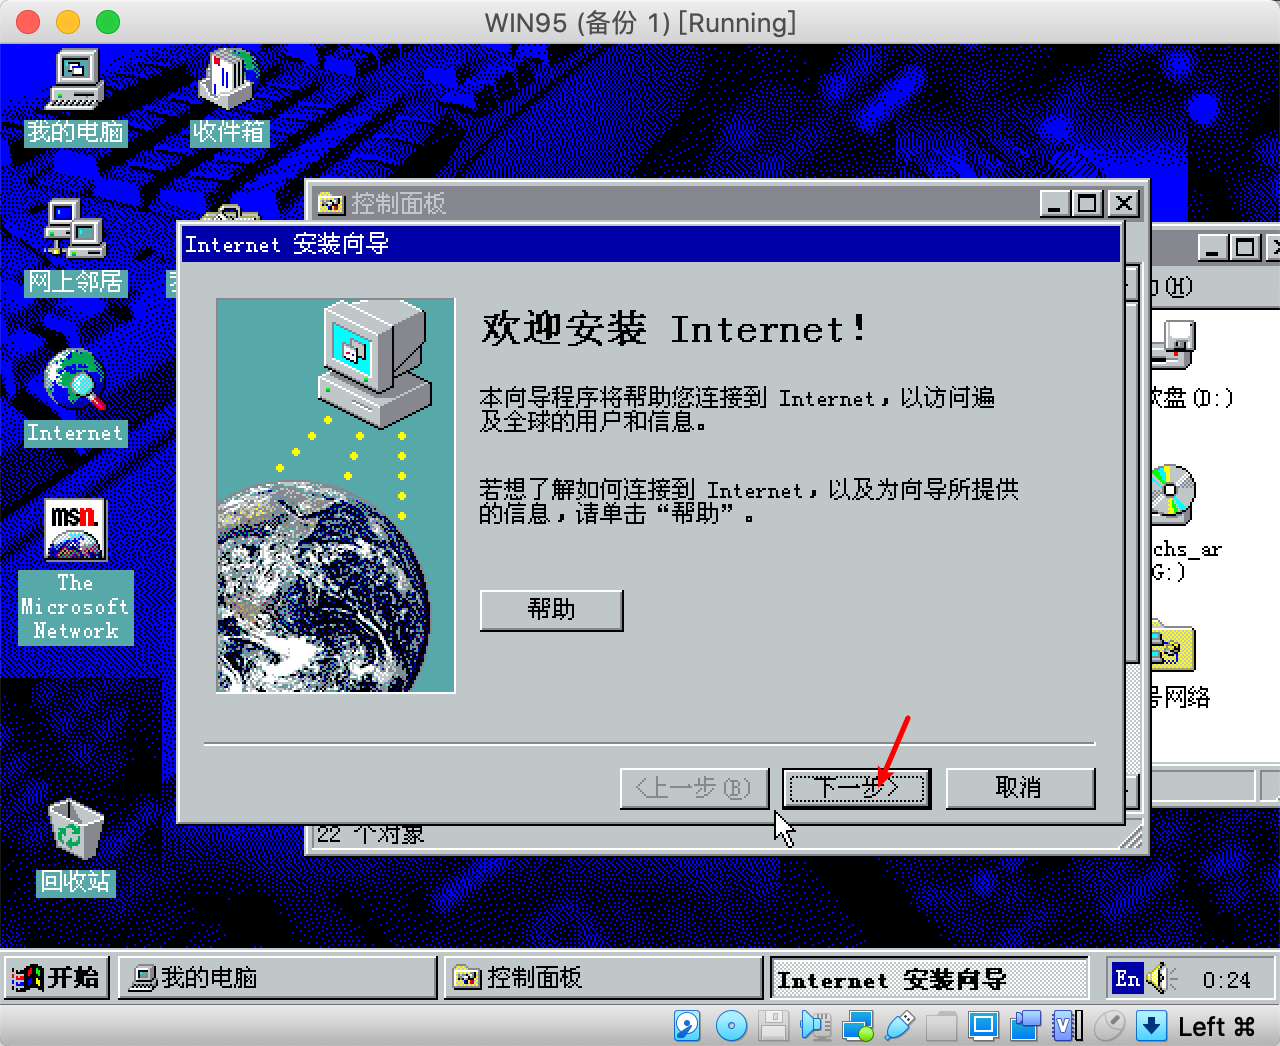 WIN95 (备份 1) [Running]
我的电脑
收件箱
控制面板
Internet 安装向导
网上邻居
(H)
欢迎安装 Internet!
本向导程序将帮助您连接到 Internet，以访问遍
及全球的用户和信息。
软盘(D:)
Internet
若想了解如何连接到 Internet，以及为向导所提供
的信息，请单击“帮助”。
msn.
chs_ar
G:)
The
Microsoft
Network
帮助
号网络
<上一步(B)
下一步>
取消
22 个对象
回收站
开始
我的电脑
控制面板
Internet 安装向导
En
0:24
V
Left ⌘